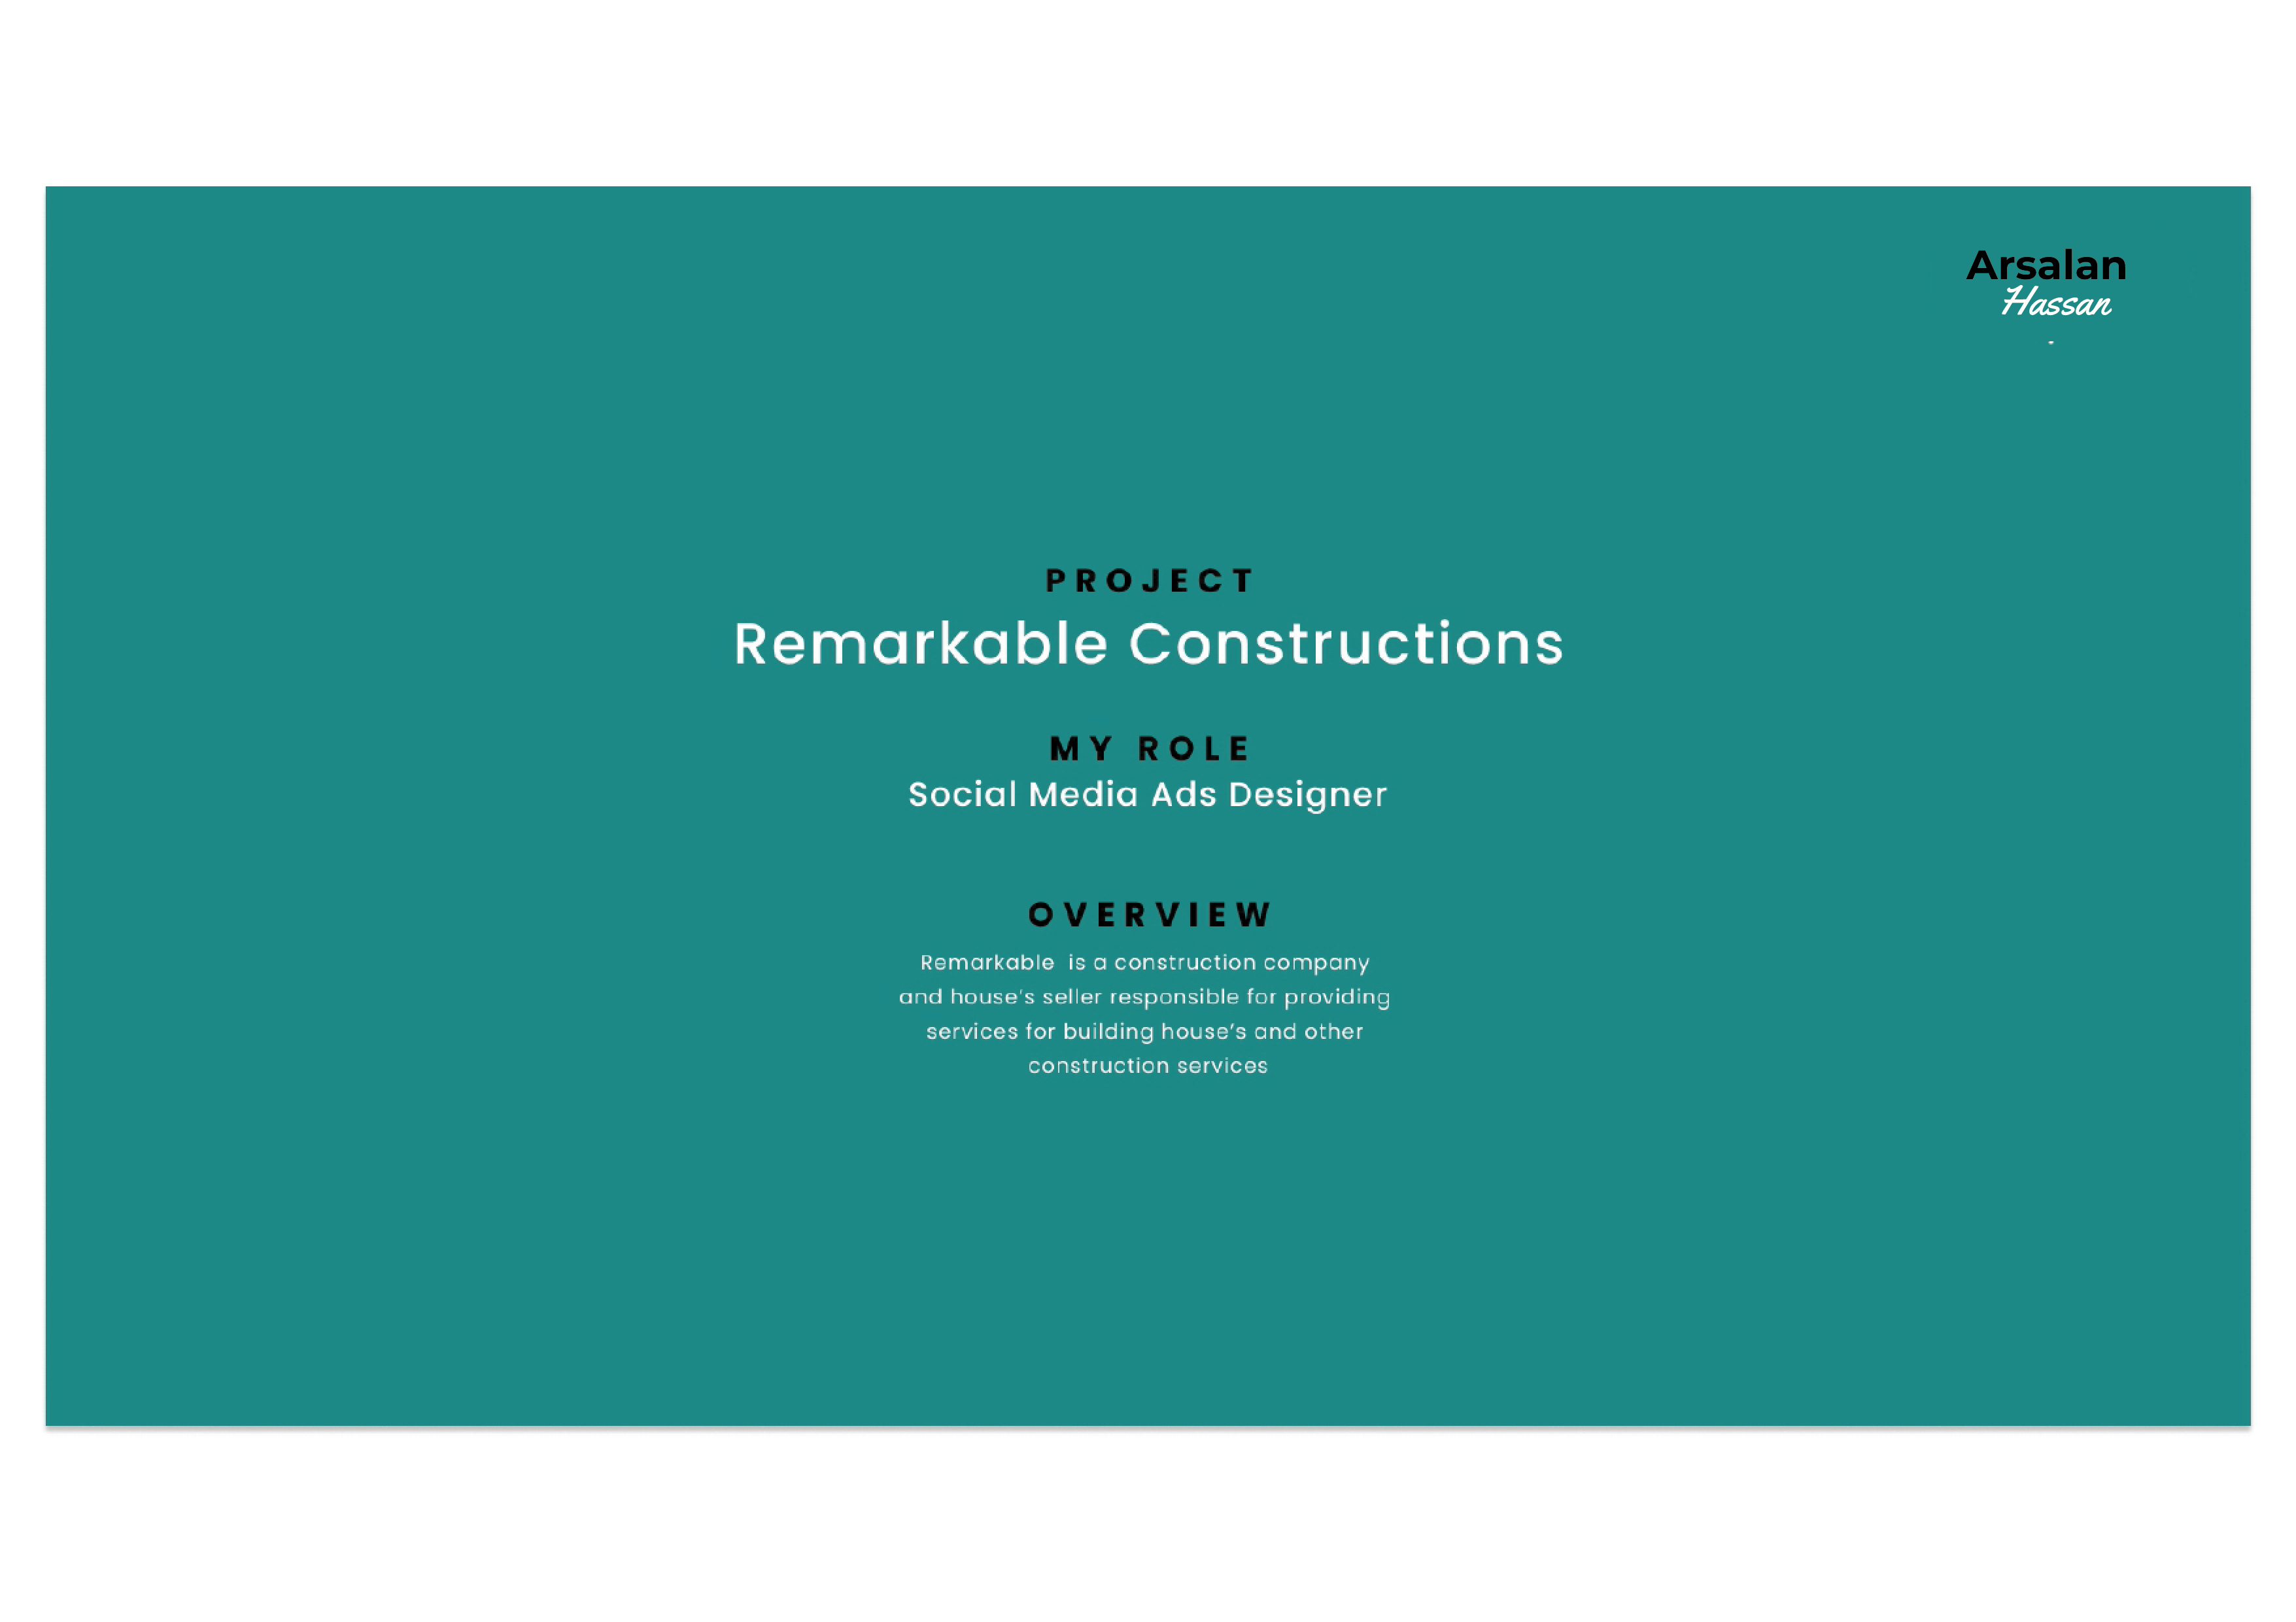 Arsalan
Hassan
PROJECT
Remarkable Constructions
MY ROLE
Social Media Ads Designer
OVERVIEW
Remarkable  is a construction company
and house's seller responsible for providing
services for building house's and other
construction services